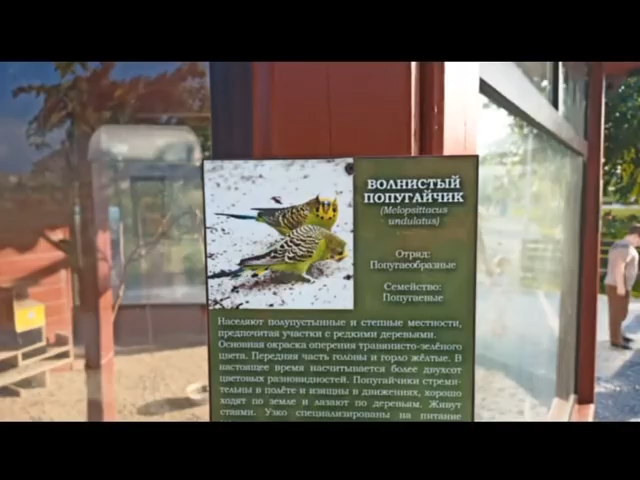 ВОЛНИСТЫЙ
ПОПУГАЙЧИК
(Melopsittacus
undulatus)
Отряд:
Попугаеобразные
Семейство:
Попугаевые
Населяют полупустынные и степные местности,
предпочитая участки с редкими деревьями.
Основная окраска оперения травянисто-зелёного
цвета. Передняя часть головы и горло жёлтые. В
настоящее время насчитывается более двухсот
цветовых разновидностей. Попугайчики стреми-
тельны в полёте и изящны в движениях, хорошо
ходят по земле и лазают по деревьям. Живут
стаями. Узко специализированы на питание